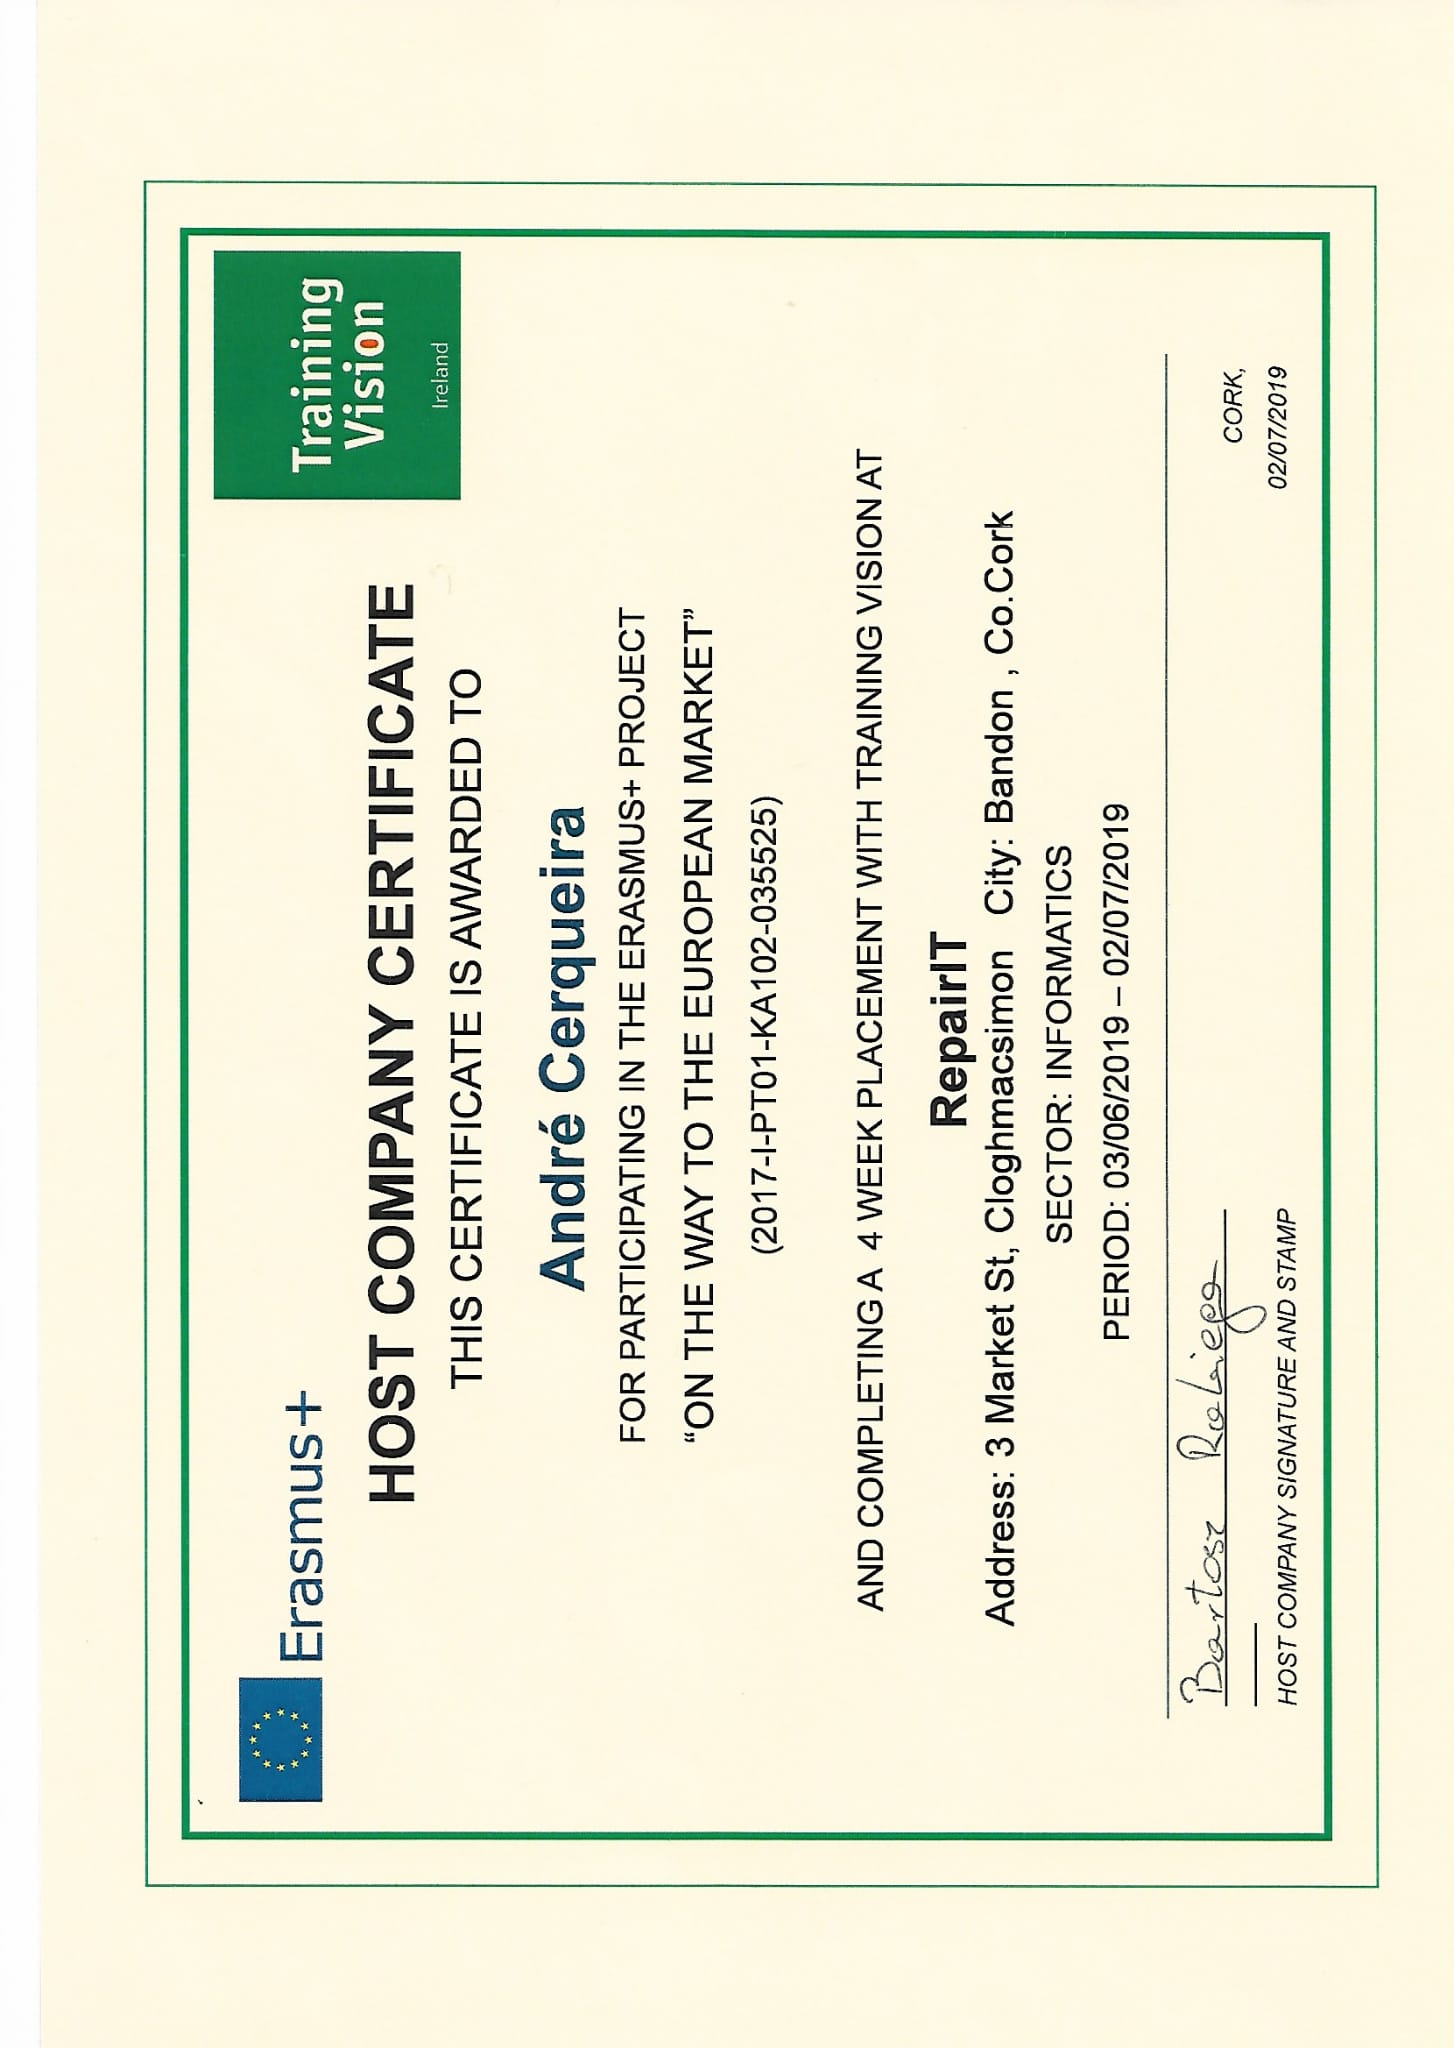 Erasmus+
Training
Vision
Ireland
HOST COMPANY CERTIFICATE
THIS CERTIFICATE IS AWARDED TO
André Cerqueira
FOR PARTICIPATING IN THE ERASMUS+ PROJECT
“ON THE WAY TO THE EUROPEAN MARKET”
(2017-I-PT01-KA102-035525)
AND COMPLETING A 4 WEEK PLACEMENT WITH TRAINING VISION AT
RepairIT
Address: 3 Market St, Cloghmacsimon City: Bandon , Co.Cork
SECTOR: INFORMATICS
PERIOD: 03/06/2019 – 02/07/2019
Bartosz
CORK,
HOST COMPANY SIGNATURE AND STAMP
02/07/2019